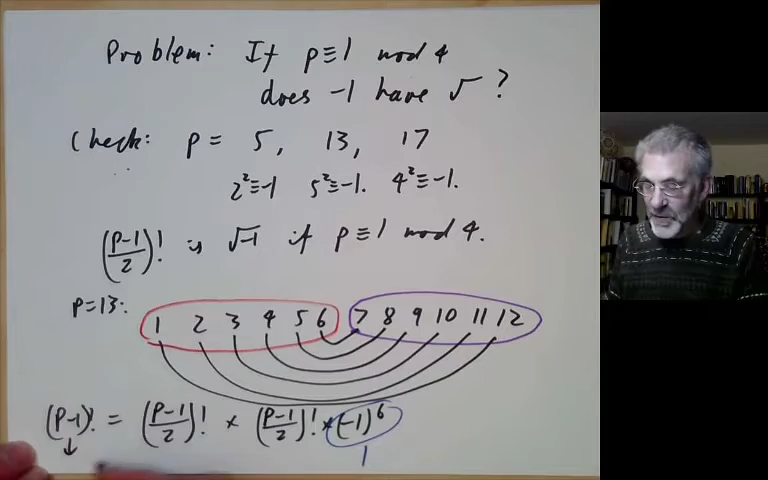 Problem: If p≡1 mod 4
does -1 have √ ?
Check: p = 5, 13, 17
2²≡-1 5²≡-1. 4²≡-1.
(p-1/2)! is √-1 if p≡1 mod 4.
p=13: 1 2 3 4 5 6 7 8 9 10 11 12
(p-1)! = (p-1/2)! × (p-1/2)! × (-1)⁶
↓ 1